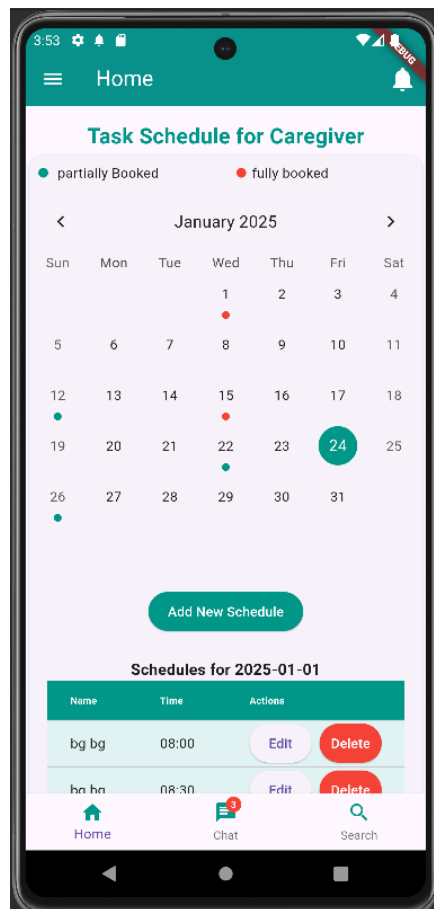 3:53
DEBUG
Home
Task Schedule for Caregiver
partially Booked fully booked
January 2025
Sun Mon Tue Wed Thu Fri Sat
1 2 3 4
5 6 7 8 9 10 11
12 13 14 15 16 17 18
19 20 21 22 23 24 25
26 27 28 29 30 31
Add New Schedule
Schedules for 2025-01-01
Name Time Actions
bg bg 08:00 Edit Delete
bg bg 08:30 Edit Delete
3
Home Chat Search